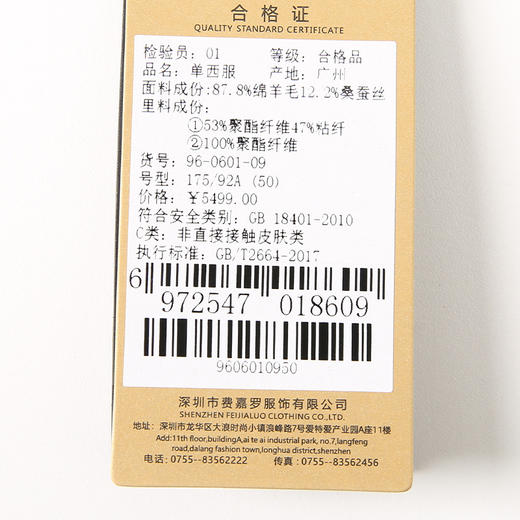 合格证
QUALITY STANDARD CERTIFICATE
检验员: 01 等级: 合格品
品名: 单西服 产地: 广州
面料成份:87.8%绵羊毛12.2%桑蚕丝
里料成份:
①53%聚酯纤维47%粘纤
②100%聚酯纤维
货号: 96-0601-09
号型: 175/92A (50)
价格: ￥5499.00
符合安全类别: GB 18401-2010
C类: 非直接接触皮肤类
执行标准: GB/T2664-2017
6 972547 018609
9606010950
深圳市费嘉罗服饰有限公司
SHENZHEN FEIJIALUO CLOTHING CO.,LTD
地址: 深圳市龙华区大浪时尚小镇浪峰路7号爱特爱产业园A区11楼
Add:11th floor,buildingA,ai te ai industrial park, no.7,langfeng
road,dalang fashion town,longhua district,shenzhen
电话: 0755--83562222 传真: 0755--83562456